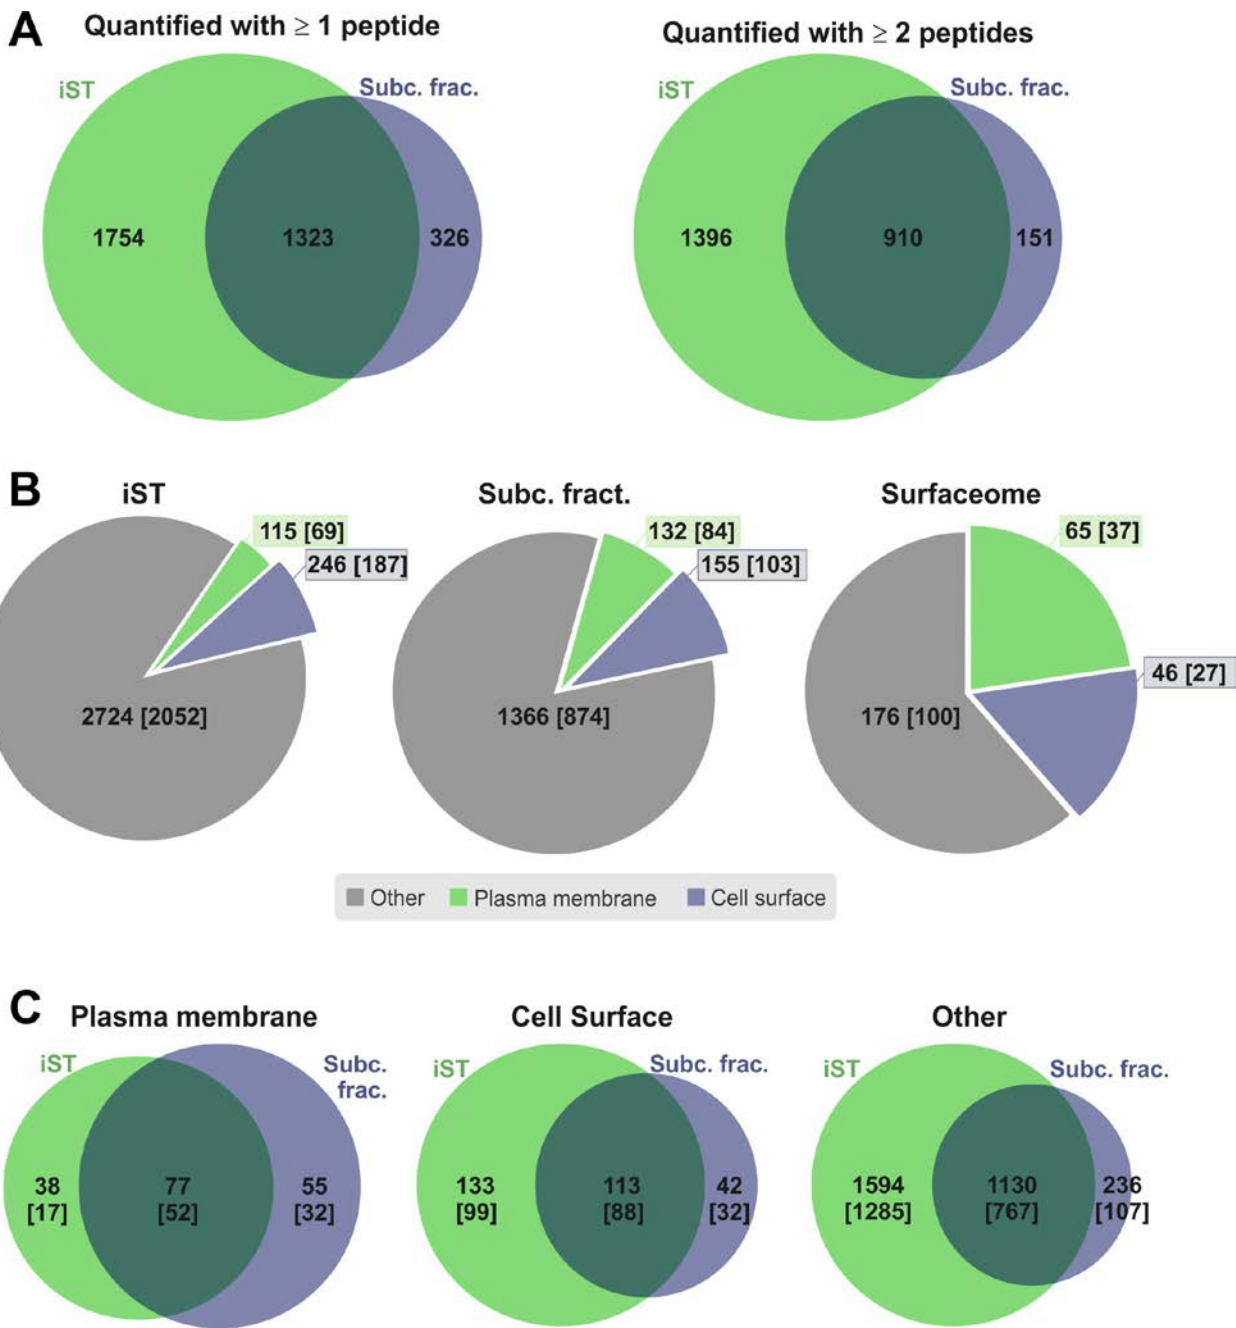 A
Quantified with ≥ 1 peptide
Quantified with ≥ 2 peptides
iST
Subc. frac.
iST
Subc. frac.
1754
1323
326
1396
910
151
B
iST
Subc. fract.
Surfaceome
115 [69]
246 [187]
2724 [2052]
132 [84]
155 [103]
1366 [874]
65 [37]
46 [27]
176 [100]
Other
Plasma membrane
Cell surface
C
Plasma membrane
Cell Surface
Other
iST
Subc.
frac.
iST
Subc. frac.
iST
Subc. frac.
38
[17]
77
[52]
55
[32]
133
[99]
113
[88]
42
[32]
1594
[1285]
1130
[767]
236
[107]